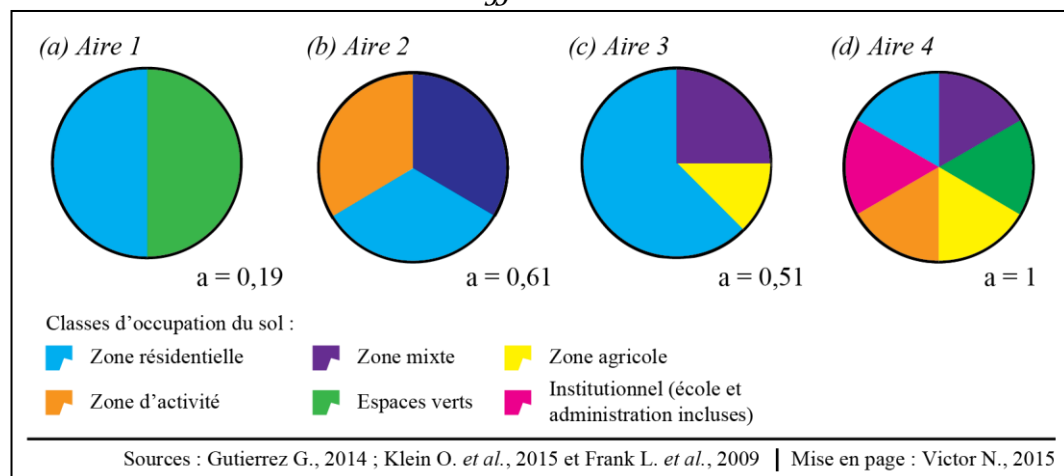 (a) Aire 1
(b) Aire 2
(c) Aire 3
(d) Aire 4
a = 0,19
a = 0,61
a = 0,51
a = 1
Classes d’occupation du sol :
Zone résidentielle
Zone mixte
Zone agricole
Zone d’activité
Espaces verts
Institutionnel (école et
administration incluses)
Sources : Gutierrez G., 2014 ; Klein O. et al., 2015 et Frank L. et al., 2009 | Mise en page : Victor N., 2015